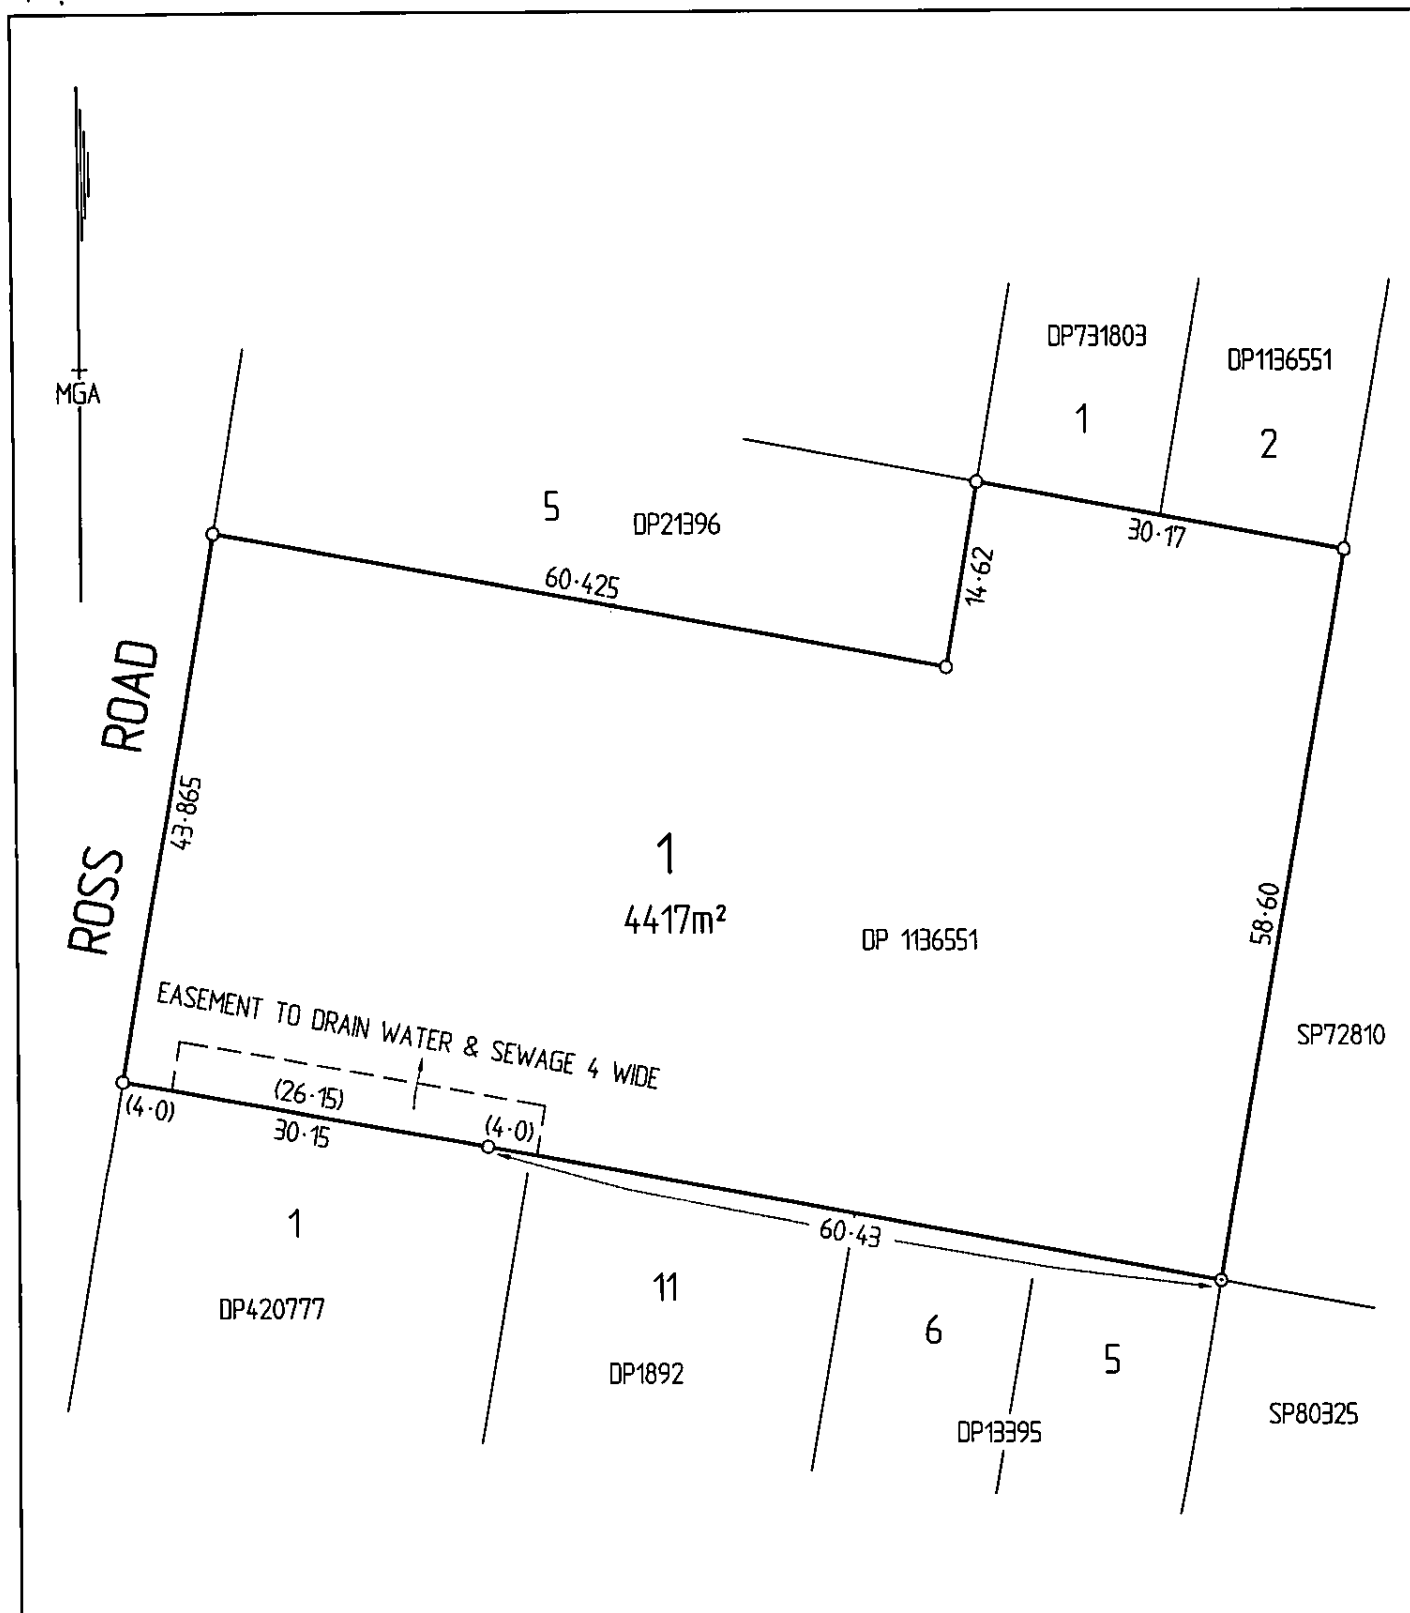 MGA
DP731803
1
DP1136551
2
5
DP21396
30·17
14·62
60·425
ROSS ROAD
43·865
1
4417m²
DP 1136551
58·60
SP72810
EASEMENT TO DRAIN WATER & SEWAGE 4 WIDE
(4·0)
(26·15)
30·15
(4·0)
60·43
1
DP420777
11
DP1892
6
5
DP13395
SP80325